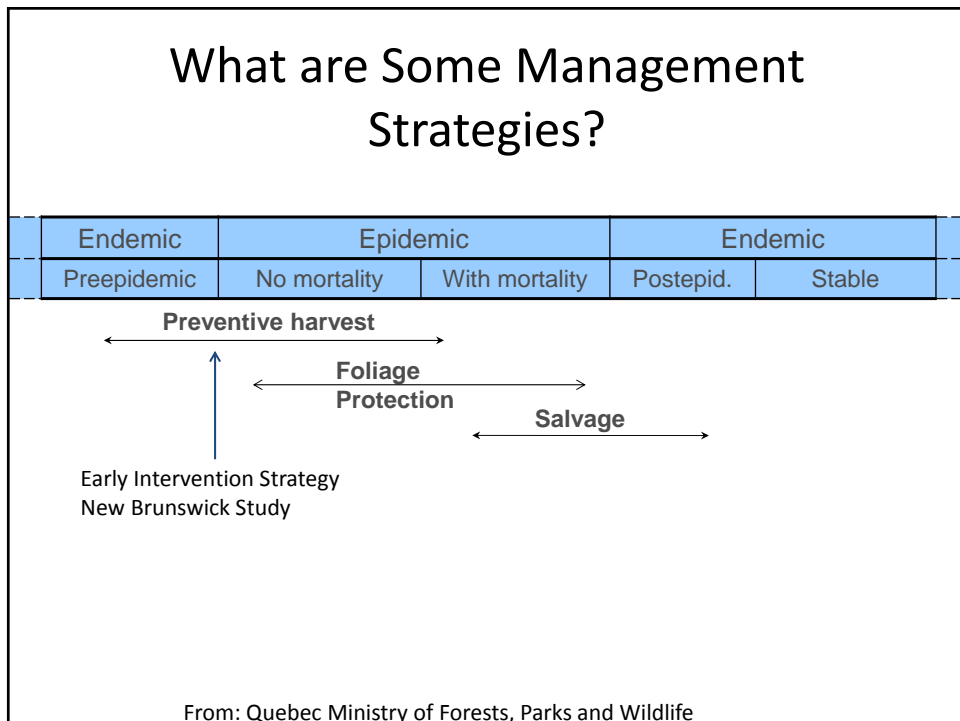 What are Some Management
Strategies?
Endemic Epidemic Endemic
Preepidemic No mortality With mortality Postepid. Stable
Preventive harvest
Foliage
Protection
Salvage
Early Intervention Strategy
New Brunswick Study
From: Quebec Ministry of Forests, Parks and Wildlife